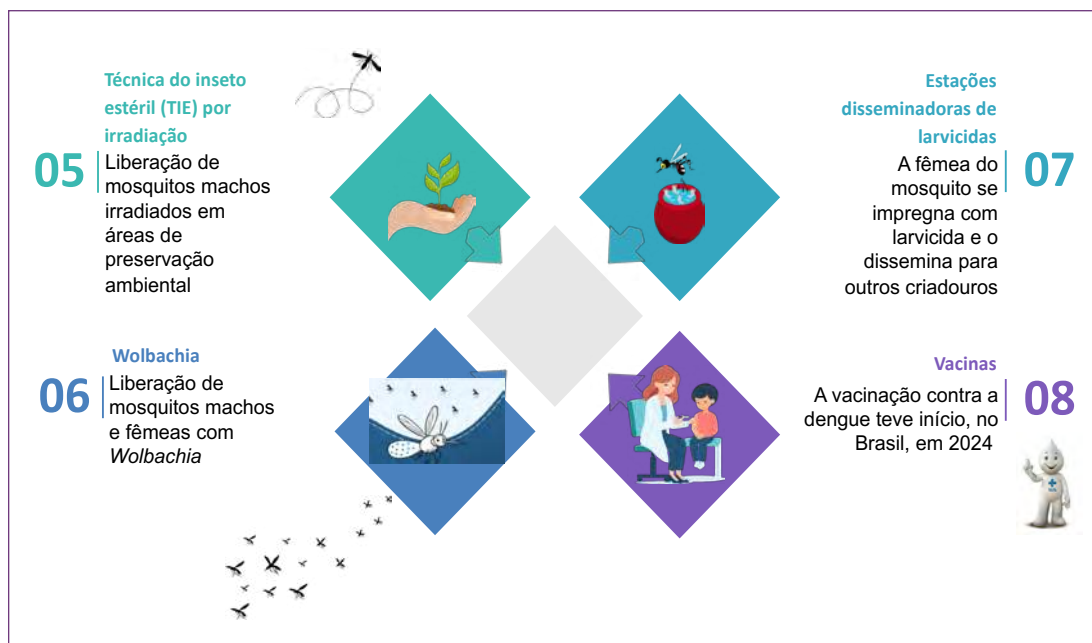 Técnica do inseto
estéril (TIE) por
irradiação
05
Liberação de
mosquitos machos
irradiados em
áreas de
preservação
ambiental
Wolbachia
06
Liberação de
mosquitos machos
e fêmeas com
Wolbachia
Estações
disseminadoras de
larvicidas
07
A fêmea do
mosquito se
impregna com
larvicida e o
dissemina para
outros criadouros
Vacinas
08
A vacinação contra a
dengue teve início, no
Brasil, em 2024